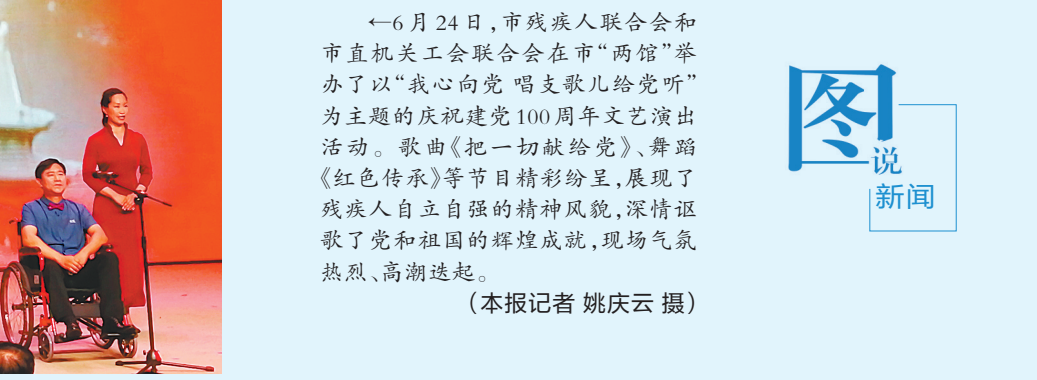 ←6月24日，市残疾人联合会和
市直机关工会联合会在市“两馆”举
办了以“我心向党 唱支歌儿给党听”
为主题的庆祝建党100周年文艺演出
活动。歌曲《把一切献给党》、舞蹈
《红色传承》等节目精彩纷呈，展现了
残疾人自立自强的精神风貌，深情讴
歌了党和祖国的辉煌成就，现场气氛
热烈、高潮迭起。
（本报记者 姚庆云 摄）
图说
新闻